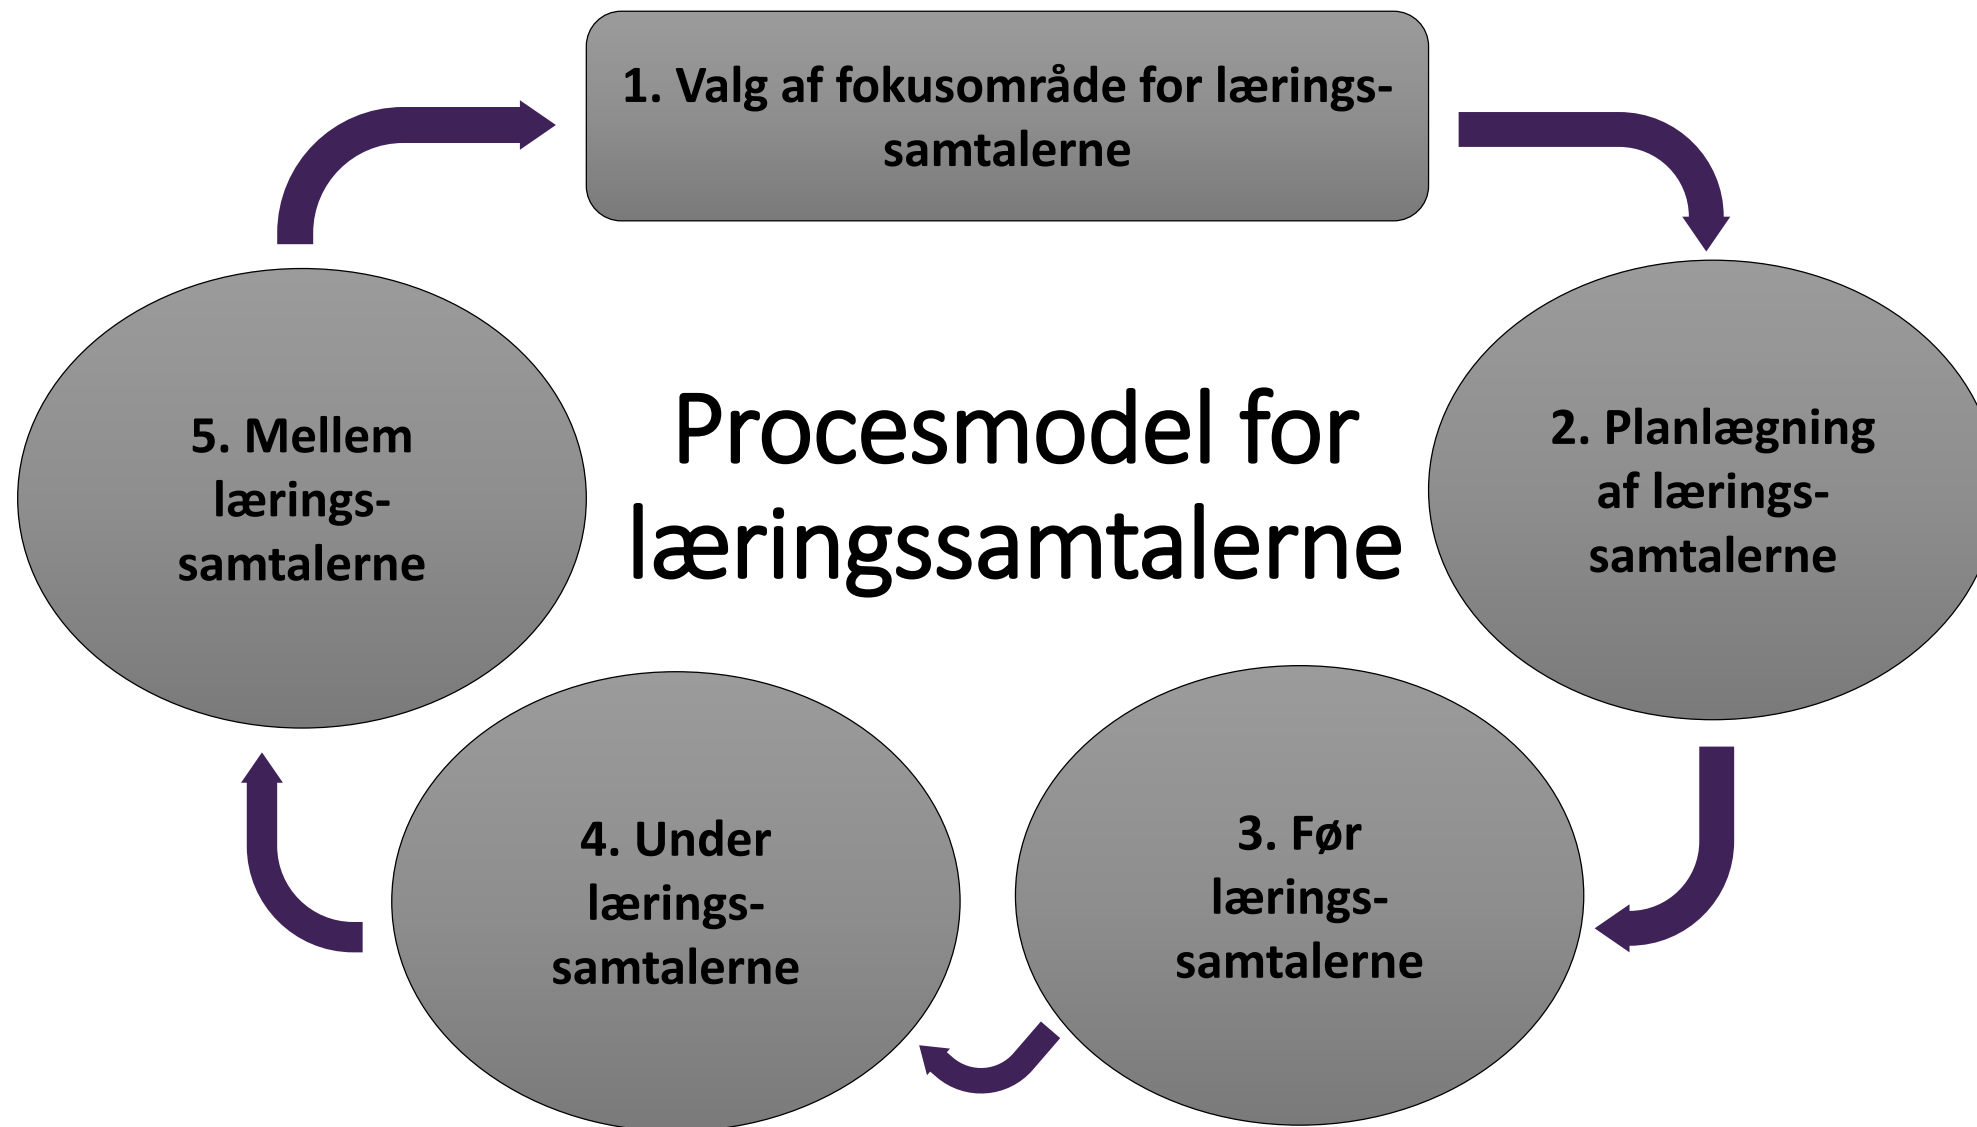 1. Valg af fokusområde for lærings-
samtalerne
2. Planlægning
af lærings-
samtalerne
3. Før
lærings-
samtalerne
4. Under
lærings-
samtalerne
5. Mellem
lærings-
samtalerne
Procesmodel for
læringssamtalerne